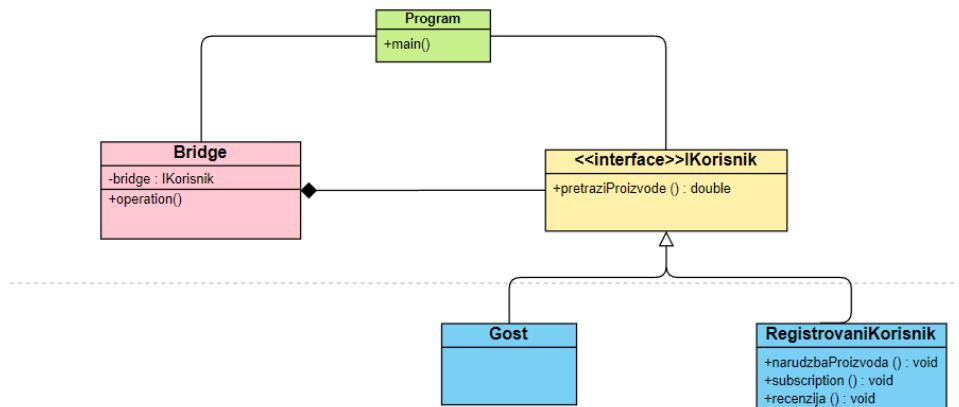 Program
+main()
Bridge
-bridge : IKorisnik
+operation()
<<interface>>IKorisnik
+pretraziProizvode () : double
Gost
RegistrovaniKorisnik
+narudzbaProizvoda () : void
+subscription () : void
+recenzija () : void